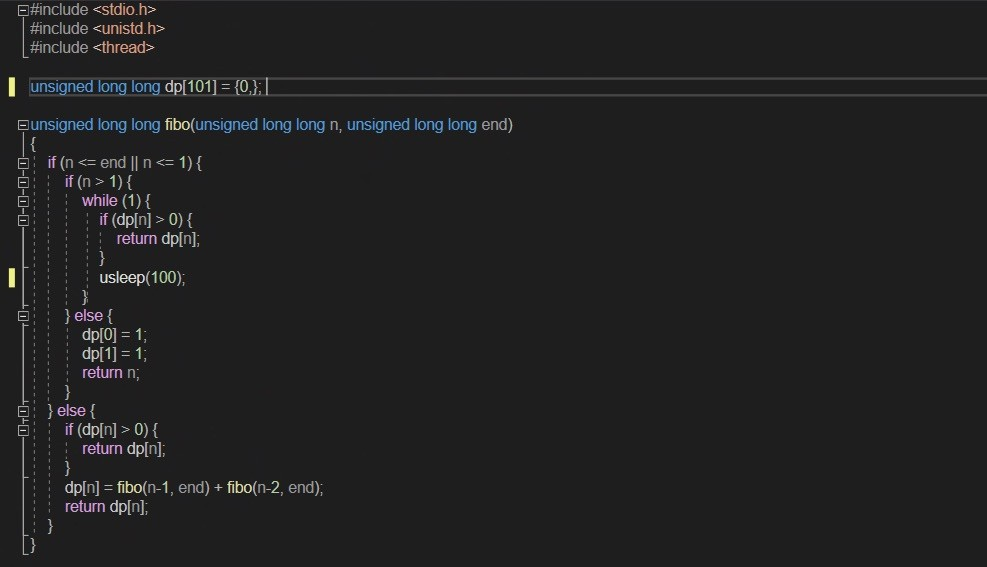 #include <stdio.h>
#include <unistd.h>
#include <thread>
unsigned long long dp[101] = {0,};
unsigned long long fibo(unsigned long long n, unsigned long long end)
{
if (n <= end || n <= 1) {
if (n > 1) {
while (1) {
if (dp[n] > 0) {
return dp[n];
}
usleep(100);
}
} else {
dp[0] = 1;
dp[1] = 1;
return n;
}
} else {
if (dp[n] > 0) {
return dp[n];
}
dp[n] = fibo(n-1, end) + fibo(n-2, end);
return dp[n];
}
}